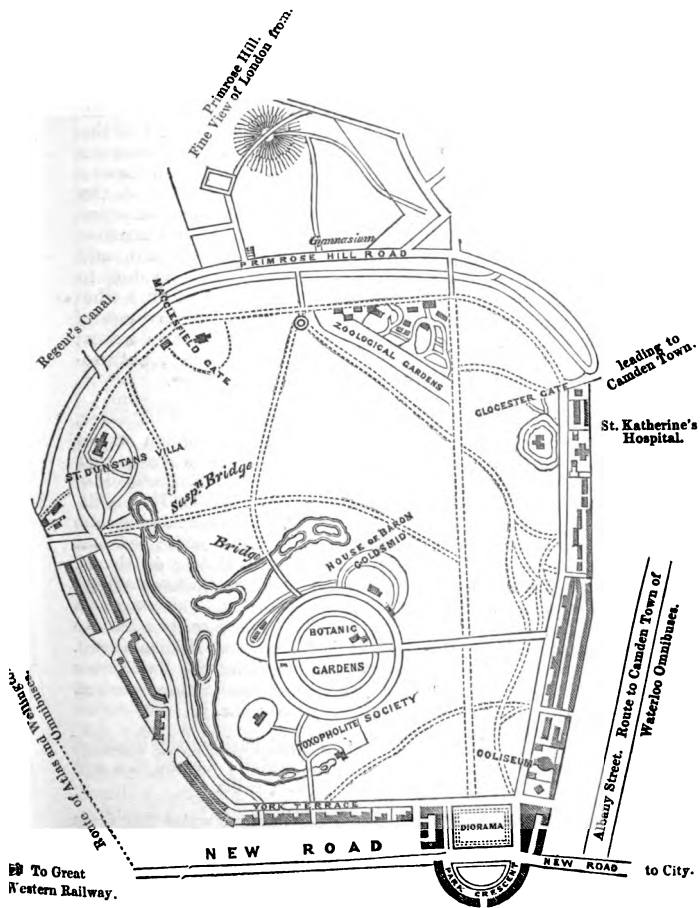 Primrose Hill.
Fine View of London from.
Gymnasium
PRIMROSE HILL ROAD
Regent's Canal.
MACCLESFIELD GATE
ZOOLOGICAL GARDENS
leading to
Camden Town.
GLOCESTER GATE
St. Katherine's
Hospital.
ST. DUNSTANS VILLA
Suspn Bridge
Bridge
HOUSE OF BARON
GOLDSMID
BOTANIC
GARDENS
TOXOPHOLITE SOCIETY
COLISEUM
Albany Street. Route to Camden Town of
Waterloo Omnibuses.
Route of Atlas and
Omnibuses.
YORK TERRACE
DIORAMA
NEW ROAD
PARK CRESCENT
NEW ROAD
to City.
To Great
Western Railway.